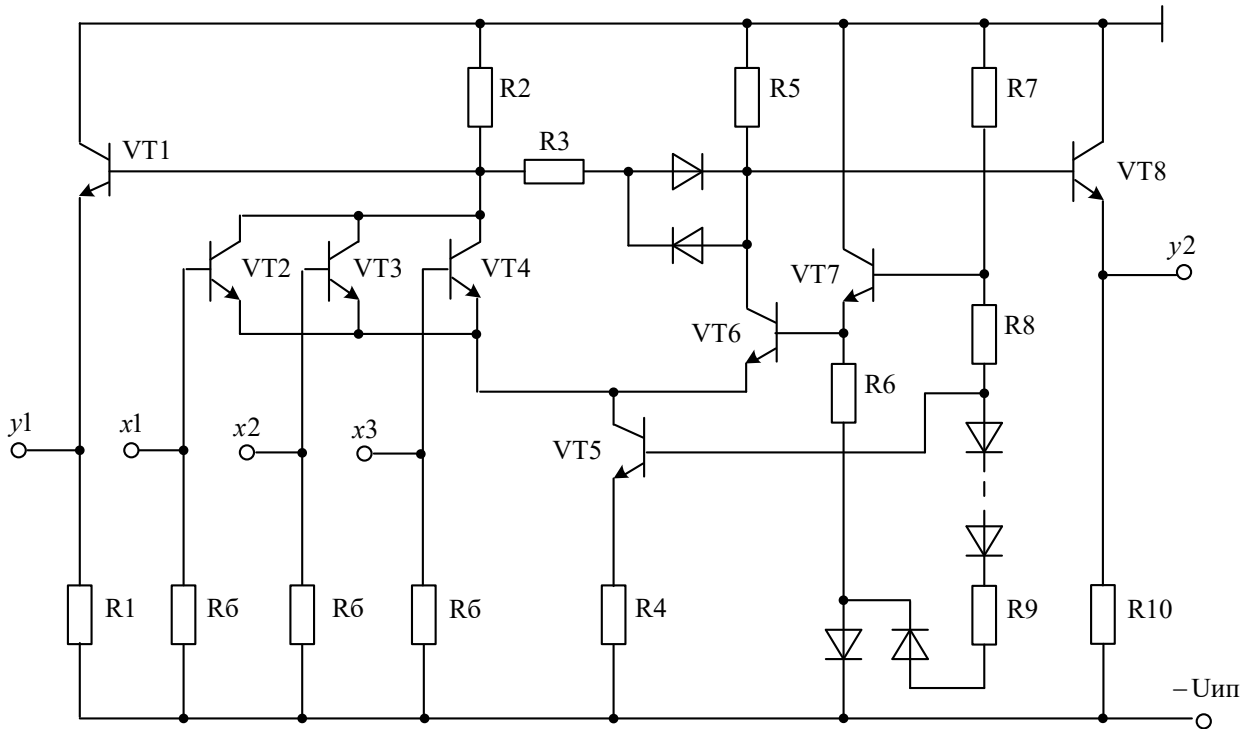 R2
R5
R7
VT1
R3
VT8
VT2
VT3
VT4
VT7
y2
VT6
R8
R6
y1
x1
x2
x3
VT5
R1
Rб
Rб
Rб
R4
R9
R10
– Uип